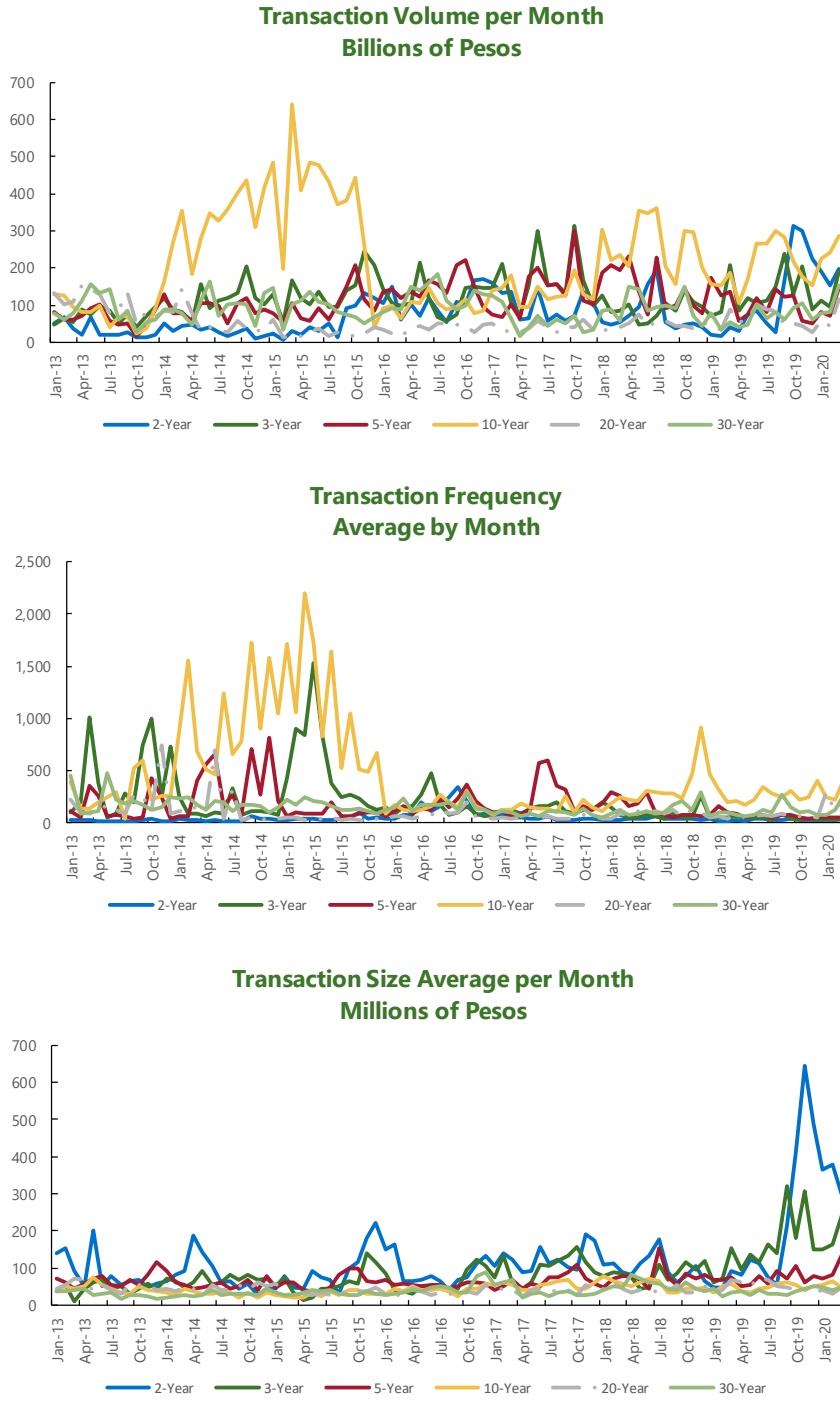 Transaction Volume per Month
Billions of Pesos
700
600
500
400
300
200
100
0
Jan-13 Apr-13 Jul-13 Oct-13 Jan-14 Apr-14 Jul-14 Oct-14 Jan-15 Apr-15 Jul-15 Oct-15 Jan-16 Apr-16 Jul-16 Oct-16 Jan-17 Apr-17 Jul-17 Oct-17 Jan-18 Apr-18 Jul-18 Oct-18 Jan-19 Apr-19 Jul-19 Oct-19 Jan-20
2-Year 3-Year 5-Year 10-Year 20-Year 30-Year
Transaction Frequency
Average by Month
2,500
2,000
1,500
1,000
500
0
Jan-13 Apr-13 Jul-13 Oct-13 Jan-14 Apr-14 Jul-14 Oct-14 Jan-15 Apr-15 Jul-15 Oct-15 Jan-16 Apr-16 Jul-16 Oct-16 Jan-17 Apr-17 Jul-17 Oct-17 Jan-18 Apr-18 Jul-18 Oct-18 Jan-19 Apr-19 Jul-19 Oct-19 Jan-20
2-Year 3-Year 5-Year 10-Year 20-Year 30-Year
Transaction Size Average per Month
Millions of Pesos
700
600
500
400
300
200
100
0
Jan-13 Apr-13 Jul-13 Oct-13 Jan-14 Apr-14 Jul-14 Oct-14 Jan-15 Apr-15 Jul-15 Oct-15 Jan-16 Apr-16 Jul-16 Oct-16 Jan-17 Apr-17 Jul-17 Oct-17 Jan-18 Apr-18 Jul-18 Oct-18 Jan-19 Apr-19 Jul-19 Oct-19 Jan-20
2-Year 3-Year 5-Year 10-Year 20-Year 30-Year